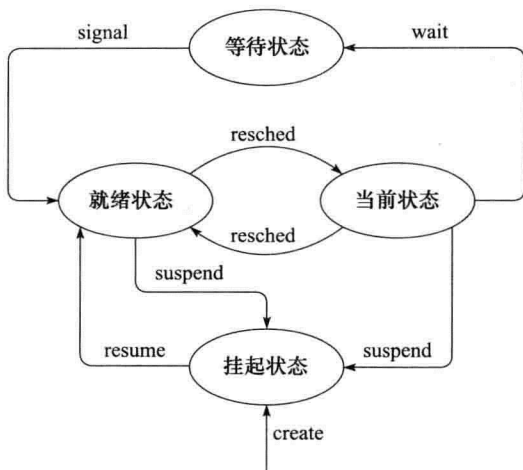 signal
等待状态
wait
resched
就绪状态
当前状态
resched
suspend
resume
挂起状态
suspend
create